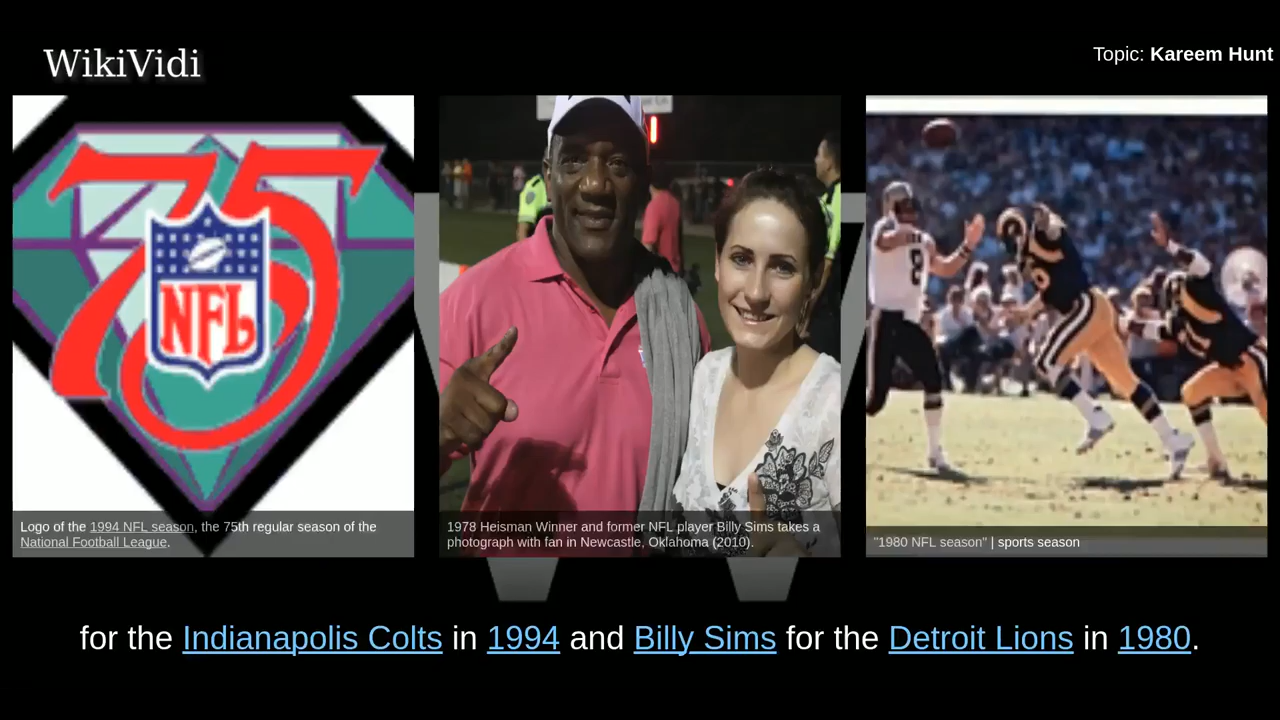 WikiVidi
Topic: Kareem Hunt
75
NFL
8
Logo of the 1994 NFL season, the 75th regular season of the
National Football League.
1978 Heisman Winner and former NFL player Billy Sims takes a
photograph with fan in Newcastle, Oklahoma (2010).
"1980 NFL season" | sports season
for the Indianapolis Colts in 1994 and Billy Sims for the Detroit Lions in 1980.